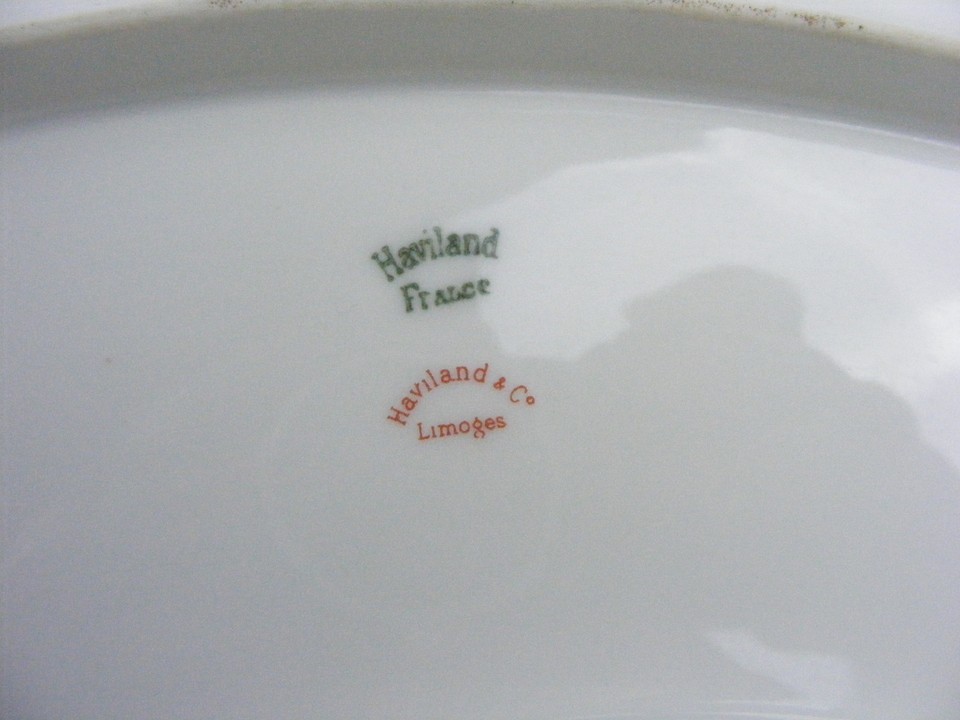 Haviland
France
Haviland & Co
Limoges